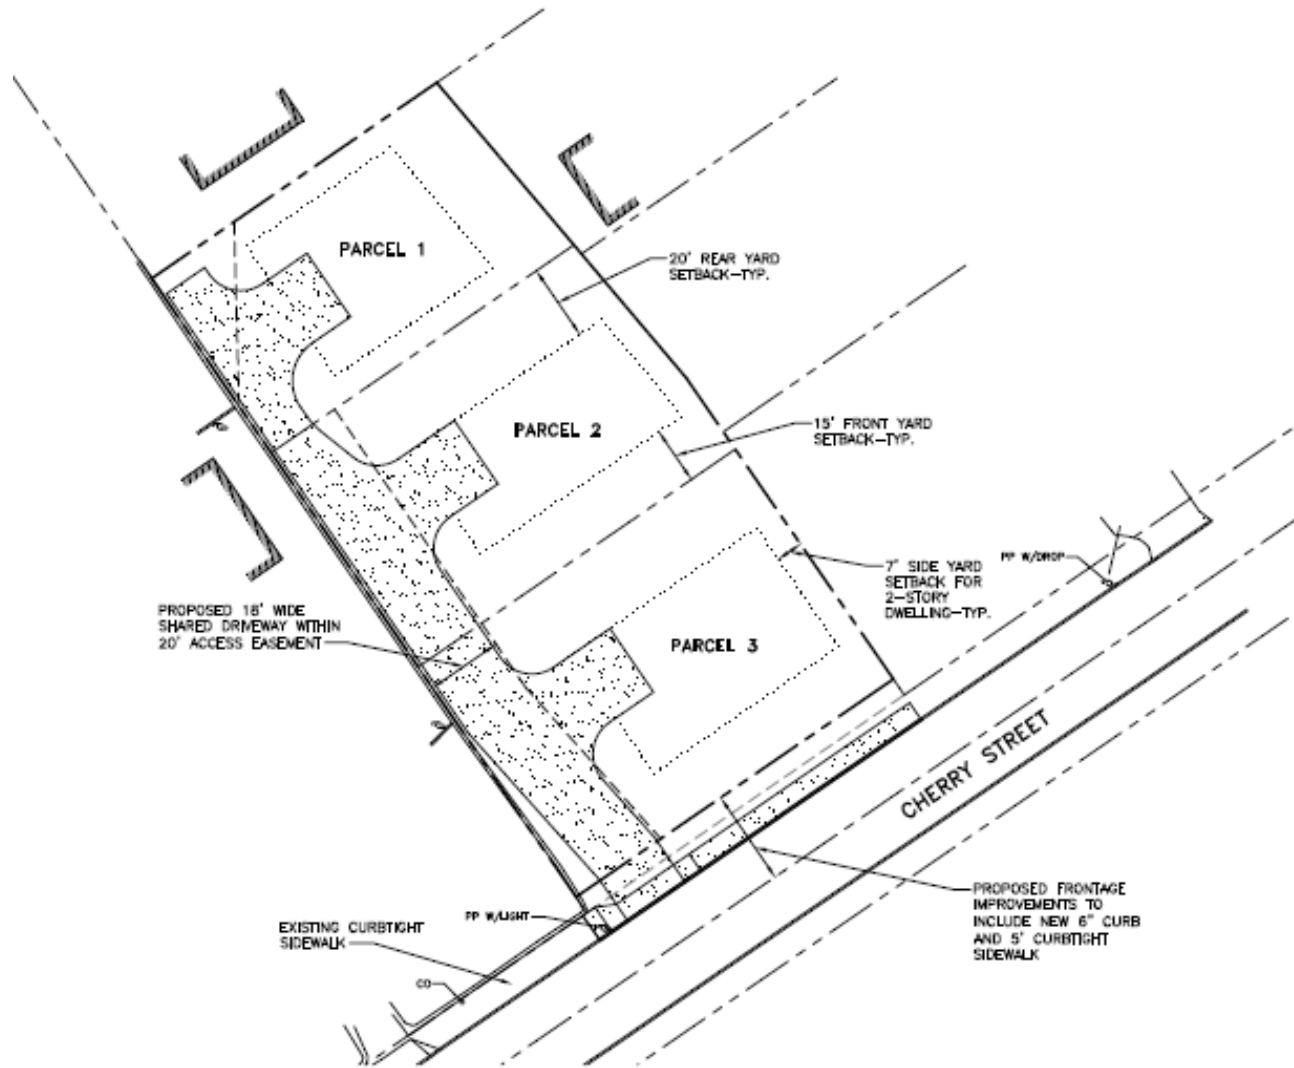 PARCEL 1
20' REAR YARD
SETBACK-TYP.
PARCEL 2
15' FRONT YARD
SETBACK-TYP.
PP W/DROP
7' SIDE YARD
SETBACK FOR
2-STORY
DWELLING-TYP.
PROPOSED 18' WIDE
SHARED DRIVEWAY WITHIN
20' ACCESS EASEMENT
PARCEL 3
CHERRY STREET
PROPOSED FRONTAGE
IMPROVEMENTS TO
INCLUDE NEW 6" CURB
AND 5' CURBTIGHT
SIDEWALK
PP W/LIGHT
EXISTING CURBTIGHT
SIDEWALK
CO